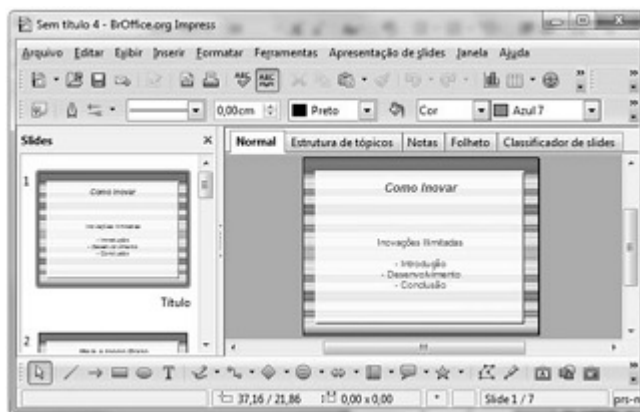 Sem título 4 - BrOffice.org Impress
Arquivo Editar Exibir Inserir Formatar Ferramentas Apresentação de slides Janela Ajuda
ABC ABC
0,00cm Preto Cor Azul 7
Slides Normal Estrutura de tópicos Notas Folheto Classificador de slides
1
Como Inovar
Inovações Ilimitadas
- Introdução
- Desenvolvimento
- Conclusão
Título
2
Como Inovar
Inovações Ilimitadas
- Introdução
- Desenvolvimento
- Conclusão
T
37,16 / 21,86 0,00 x 0,00 * Slide 1 / 7